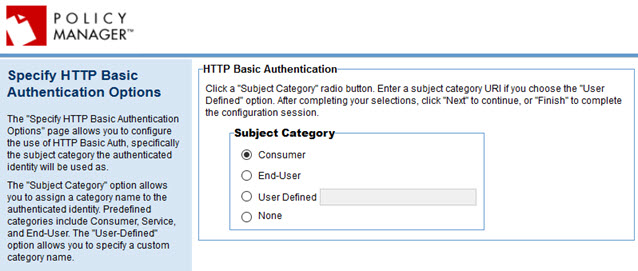 POLICY
MANAGER™
Specify HTTP Basic
Authentication Options
The "Specify HTTP Basic Authentication
Options" page allows you to configure
the use of HTTP Basic Auth, specifically
the subject category the authenticated
identity will be used as.
The "Subject Category" option allows
you to assign a category name to the
authenticated identity. Predefined
categories include Consumer, Service,
and End-User. The "User-Defined"
option allows you to specify a custom
category name.
HTTP Basic Authentication
Click a "Subject Category" radio button. Enter a subject category URI if you choose the "User
Defined" option. After completing your selections, click "Next" to continue, or "Finish" to complete
the configuration session.
Subject Category
Consumer
End-User
User Defined
None